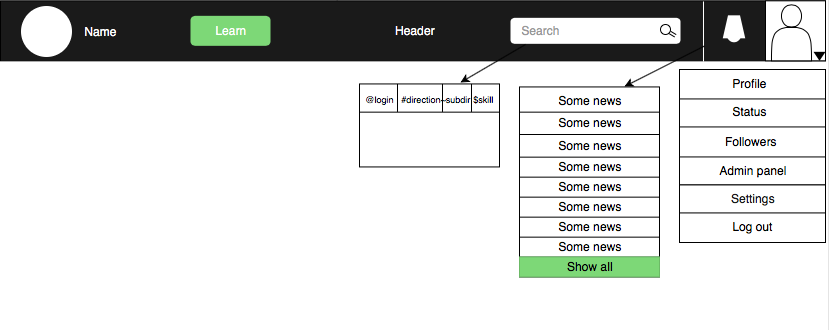 Name
Learn
Header
Search
@login
#direction
~subdir
$skill
Some news
Some news
Some news
Some news
Some news
Some news
Some news
Some news
Show all
Profile
Status
Followers
Admin panel
Settings
Log out